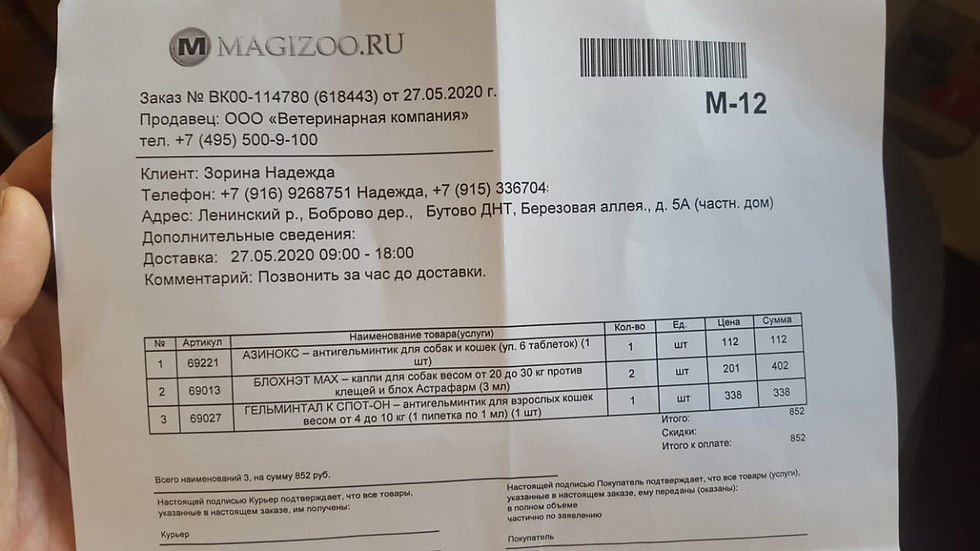 M MAGIZOO.RU
Заказ № ВК00-114780 (618443) от 27.05.2020 г.
М-12
Продавец: ООО «Ветеринарная компания»
тел. +7 (495) 500-9-100
Клиент: Зорина Надежда
Телефон: +7 (916) 9268751 Надежда, +7 (915) 336704
Адрес: Ленинский р., Боброво дер., Бутово ДНТ, Березовая аллея., д. 5А (частн. дом)
Дополнительные сведения:
Доставка: 27.05.2020 09:00 - 18:00
Комментарий: Позвонить за час до доставки.
№ Артикул Наименование товара(услуги) Кол-во Ед. Цена Сумма
1 69221 АЗИНОКС – антигельминтик для собак и кошек (уп. 6 таблеток) (1 1 шт 112 112
шт)
2 69013 БЛОХНЭТ МАХ – капли для собак весом от 20 до 30 кг против 2 шт 201 402
клещей и блох Астрафарм (3 мл)
3 69027 ГЕЛЬМИНТАЛ К СПОТ-ОН – антигельминтик для взрослых кошек 1 шт 338 338
весом от 4 до 10 кг (1 пипетка по 1 мл) (1 шт)
Итого: 852
Скидки:
Итого к оплате: 852
Всего наименований 3, на сумму 852 руб.
Настоящей подписью Курьер подтверждает, что все товары,
указанные в настоящем заказе, им получены:
Курьер
Настоящей подписью Покупатель подтверждает, что все товары (услуги),
указанные в настоящем заказе, ему переданы (оказаны):
в полном объеме
частично по заявлению
Покупатель